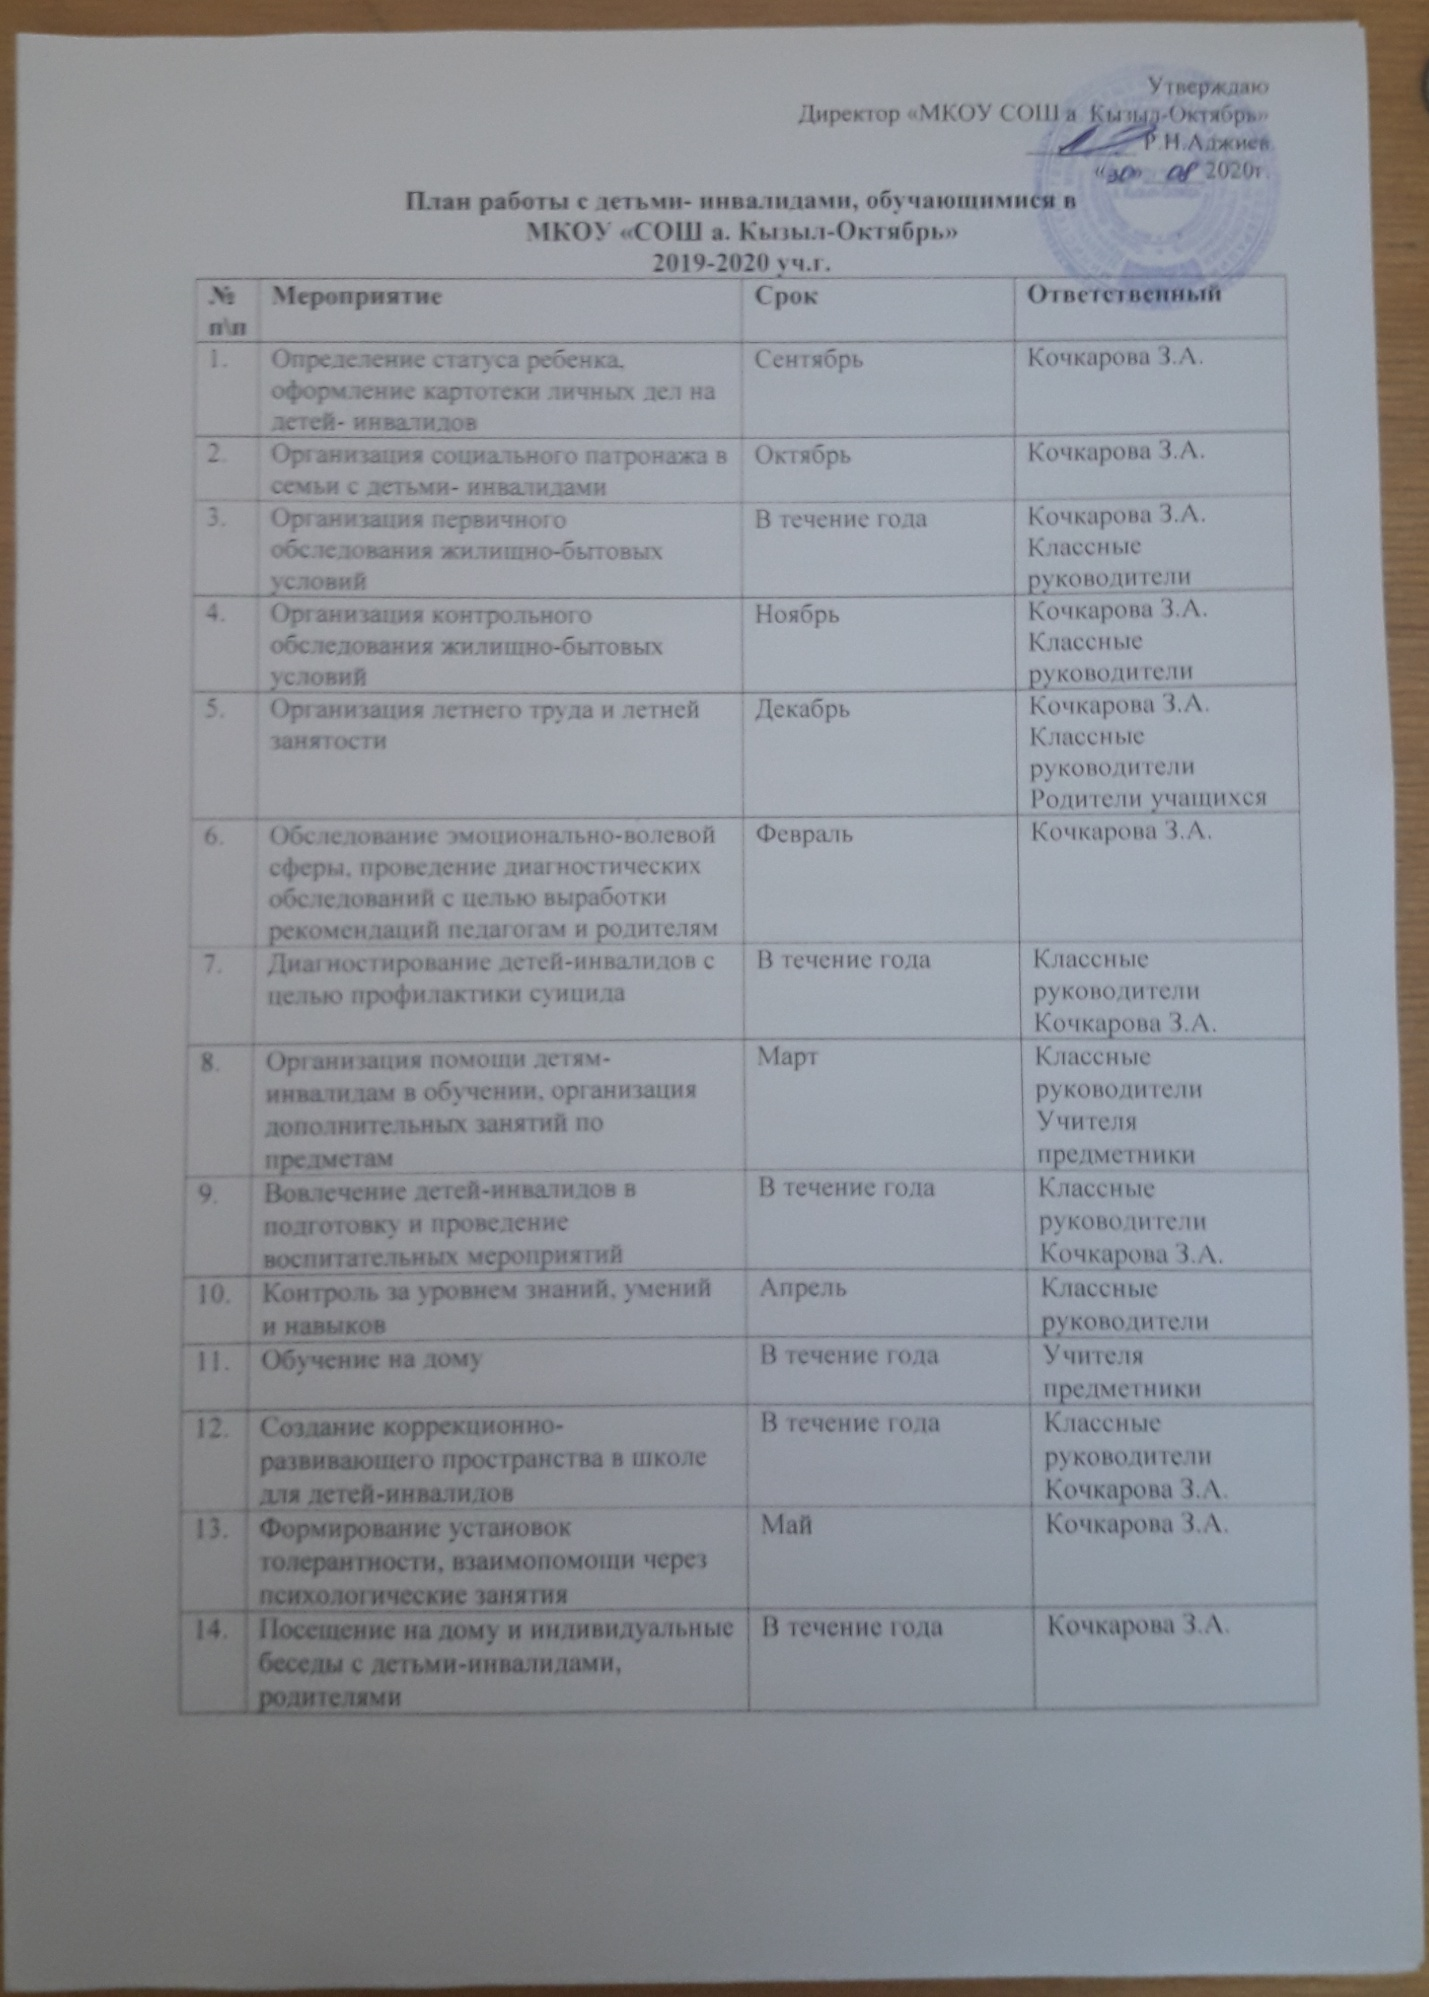 Утверждаю
Директор «МКОУ СОШ а Кызыл-Октябрь»
Р.Н.Аджиев
«30» 08 2020г.
План работы с детьми- инвалидами, обучающимися в
МКОУ «СОШ а. Кызыл-Октябрь»
2019-2020 уч.г.
№ Мероприятие Срок Ответственный
п\п
1. Определение статуса ребенка, Сентябрь Кочкарова З.А.
оформление картотеки личных дел на
детей- инвалидов
2. Организация социального патронажа в Октябрь Кочкарова З.А.
семьи с детьми- инвалидами
3. Организация первичного В течение года Кочкарова З.А.
обследования жилищно-бытовых Классные
условий руководители
4. Организация контрольного Ноябрь Кочкарова З.А.
обследования жилищно-бытовых Классные
условий руководители
5. Организация летнего труда и летней Декабрь Кочкарова З.А.
занятости Классные
руководители
Родители учащихся
6. Обследование эмоционально-волевой Февраль Кочкарова З.А.
сферы, проведение диагностических
обследований с целью выработки
рекомендаций педагогам и родителям
7. Диагностирование детей-инвалидов с В течение года Классные
целью профилактики суицида руководители
Кочкарова З.А.
8. Организация помощи детям- Март Классные
инвалидам в обучении, организация руководители
дополнительных занятий по Учителя
предметам предметники
9. Вовлечение детей-инвалидов в В течение года Классные
подготовку и проведение руководители
воспитательных мероприятий Кочкарова З.А.
10. Контроль за уровнем знаний, умений Апрель Классные
и навыков руководители
11. Обучение на дому В течение года Учителя
предметники
12. Создание коррекционно- В течение года Классные
развивающего пространства в школе руководители
для детей-инвалидов Кочкарова З.А.
13. Формирование установок Май Кочкарова З.А.
толерантности, взаимопомощи через
психологические занятия
14. Посещение на дому и индивидуальные В течение года Кочкарова З.А.
беседы с детьми-инвалидами,
родителями